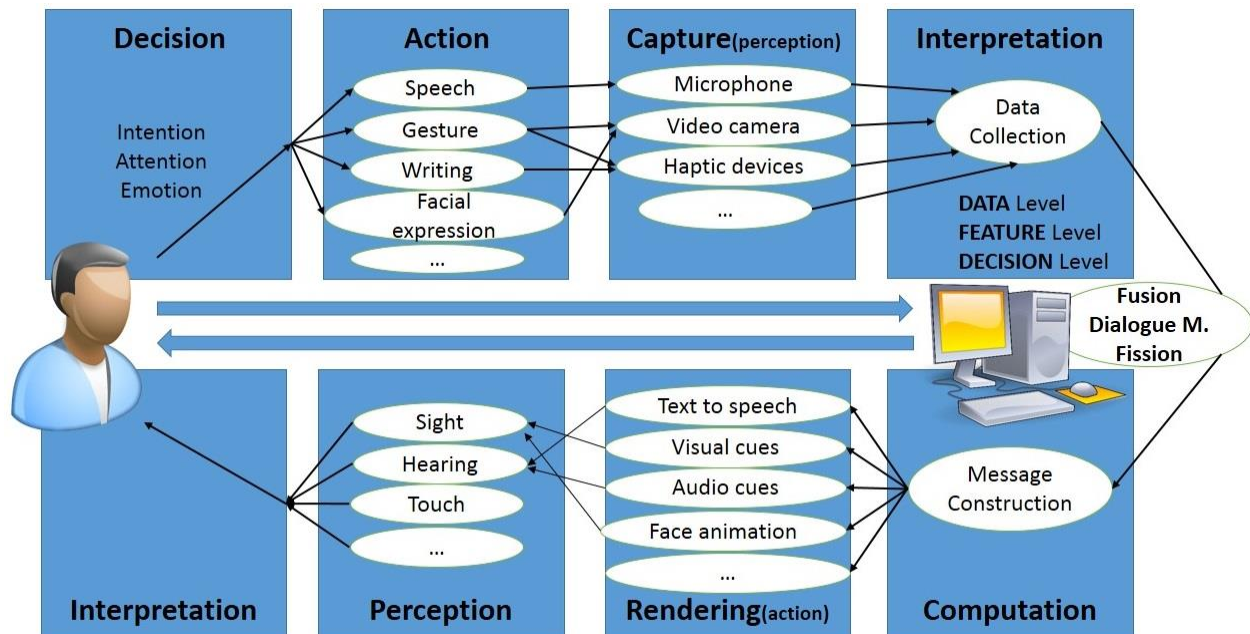 Decision
Intention
Attention
Emotion
Action
Speech
Gesture
Writing
Facial
expression
...
Capture(perception)
Microphone
Video camera
Haptic devices
...
Interpretation
Data
Collection
DATA Level
FEATURE Level
DECISION Level
Fusion
Dialogue M.
Fission
Interpretation
Sight
Hearing
Touch
...
Perception
Text to speech
Visual cues
Audio cues
Face animation
...
Rendering(action)
Message
Construction
Computation